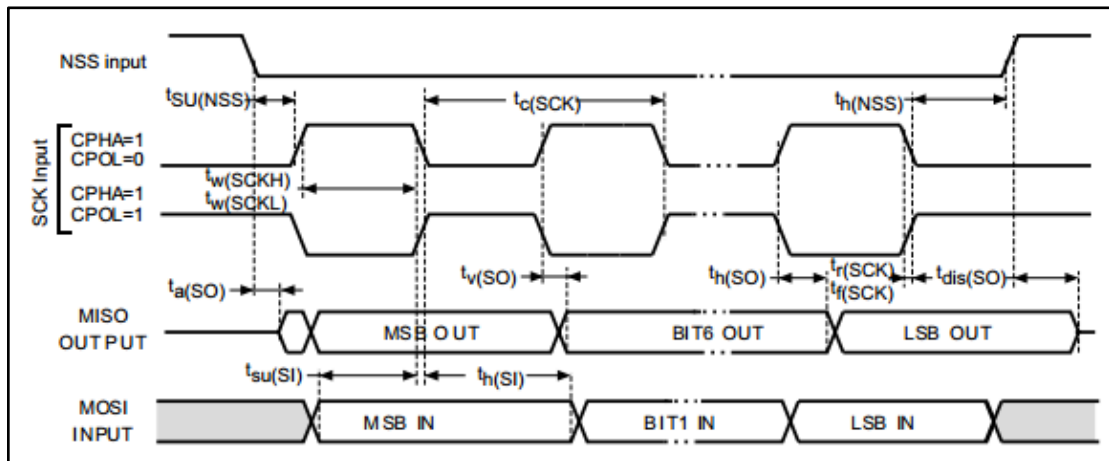 NSS input
tSU(NSS)
tc(SCK)
th(NSS)
SCK Input
CPHA=1
CPOL=0
tw(SCKH)
CPHA=1
tw(SCKL)
CPOL=1
ta(SO)
tv(SO)
th(SO)
tr(SCK)
tf(SCK)
tdis(SO)
MISO
OUTPUT
MSB OUT
BIT6 OUT
LSB OUT
tsu(SI)
th(SI)
MOSI
INPUT
MSB IN
BIT1 IN
LSB IN